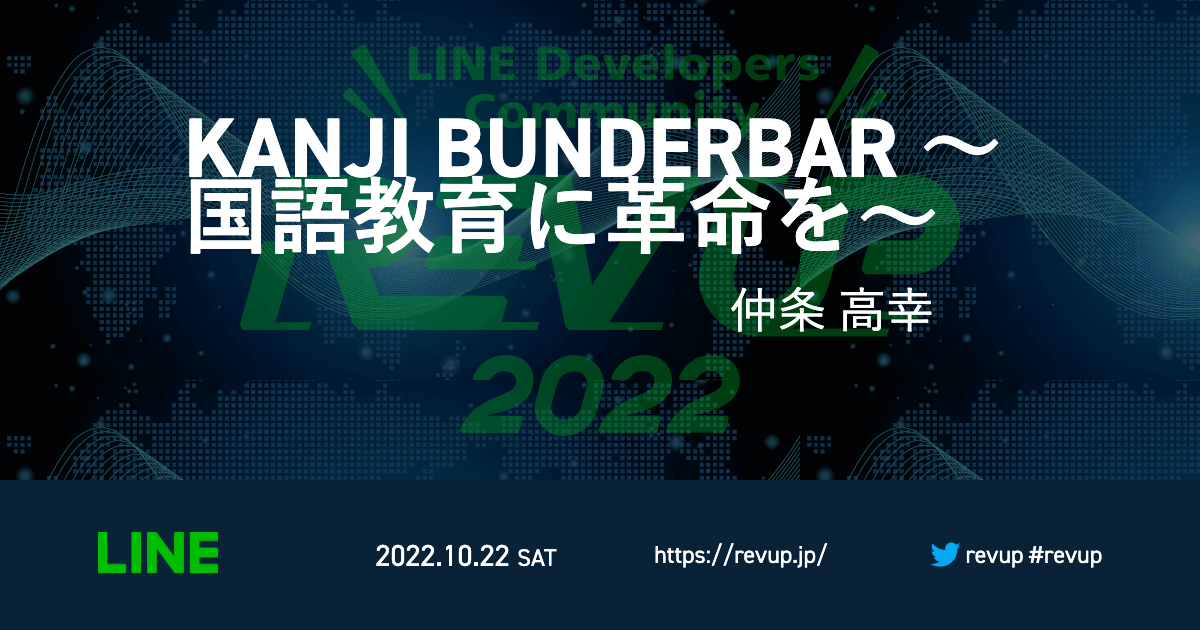 LINE Developers
Community
KANJI BUNDERBAR 〜
国語教育に革命を〜
REVUP
仲条 高幸
2022
LINE
2022.10.22 SAT
https://revup.jp/
revup #revup